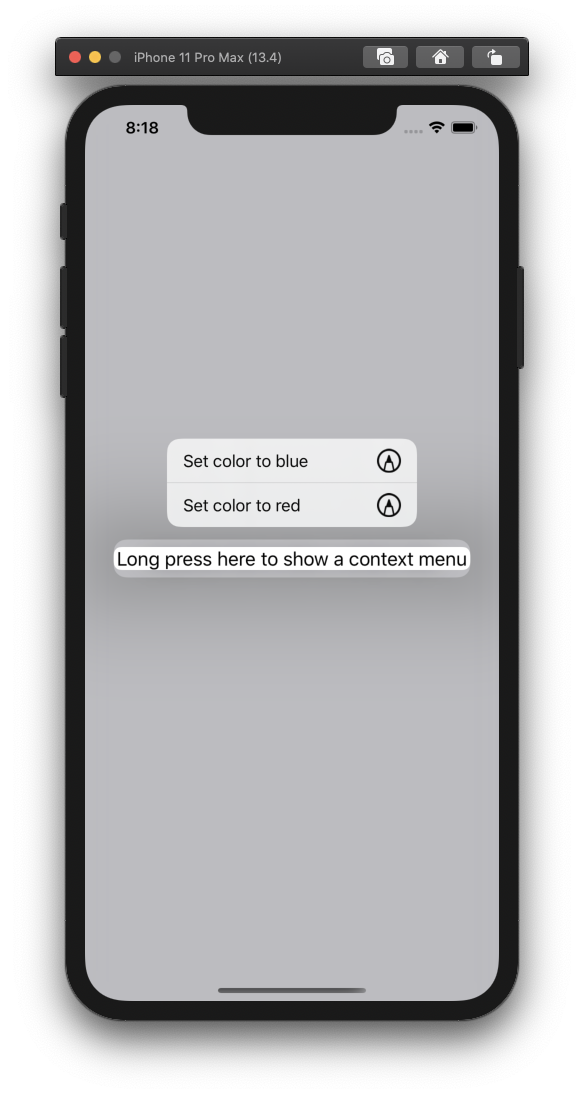 iPhone 11 Pro Max (13.4)
8:18
Set color to blue
Set color to red
Long press here to show a context menu